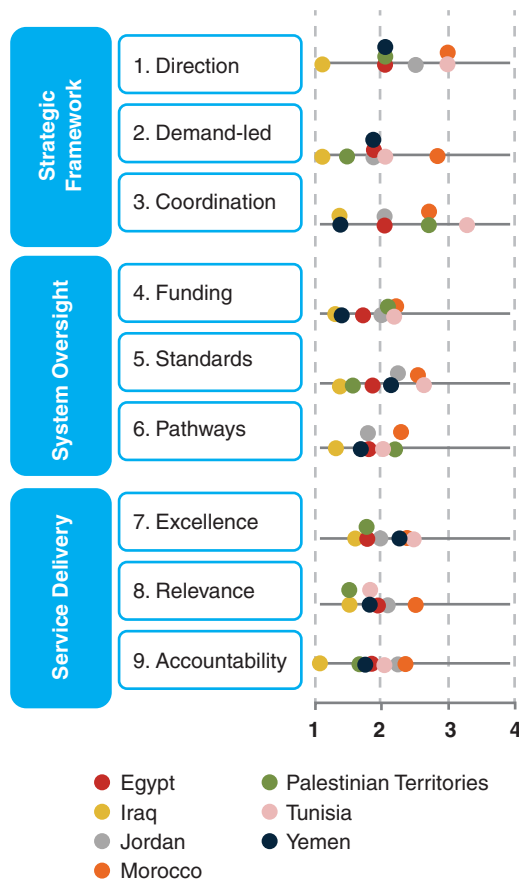 Strategic
Framework
1. Direction
2. Demand-led
3. Coordination
System Oversight
4. Funding
5. Standards
6. Pathways
Service Delivery
7. Excellence
8. Relevance
9. Accountability
1 2 3 4
Egypt
Iraq
Jordan
Morocco
Palestinian Territories
Tunisia
Yemen